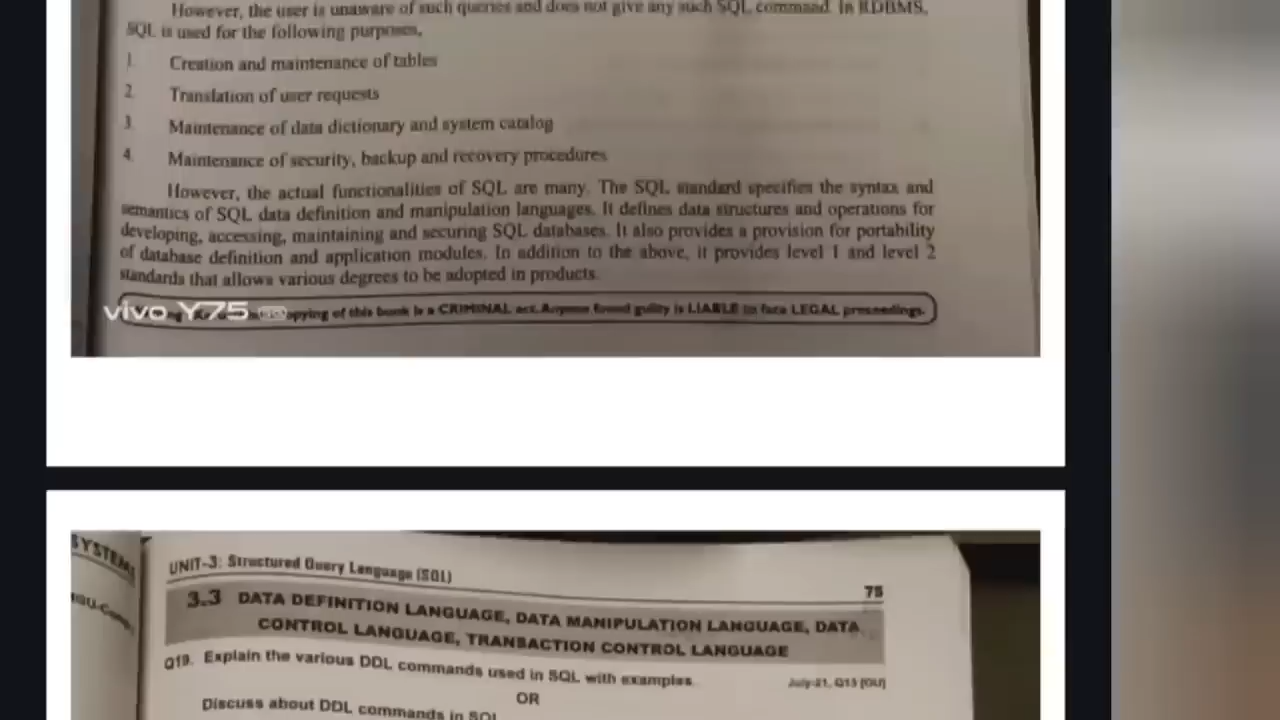 However, the user is unaware of such queries and does not give any such SQL command. In RDBMS,
SQL is used for the following purposes,
1. Creation and maintenance of tables
2. Translation of user requests
3. Maintenance of data dictionary and system catalog
4. Maintenance of security, backup and recovery procedures
However, the actual functionalities of SQL are many. The SQL standard specifies the syntax and
semantics of SQL data definition and manipulation languages. It defines data structures and operations for
developing, accessing, maintaining and securing SQL databases. It also provides a provision for portability
of database definition and application modules. In addition to the above, it provides level 1 and level 2
standards that allows various degrees to be adopted in products.
vivo Y75 opying of this book is a CRIMINAL act. Anyone found guilty is LIABLE to face LEGAL proceedings.
SYSTEMS
UNIT-3: Structured Query Language (SQL)
75
3.3 DATA DEFINITION LANGUAGE, DATA MANIPULATION LANGUAGE, DATA
CONTROL LANGUAGE, TRANSACTION CONTROL LANGUAGE
Q19. Explain the various DDL commands used in SQL with examples.
July-21, Q13 [OU]
OR
Discuss about DDL commands in SQL